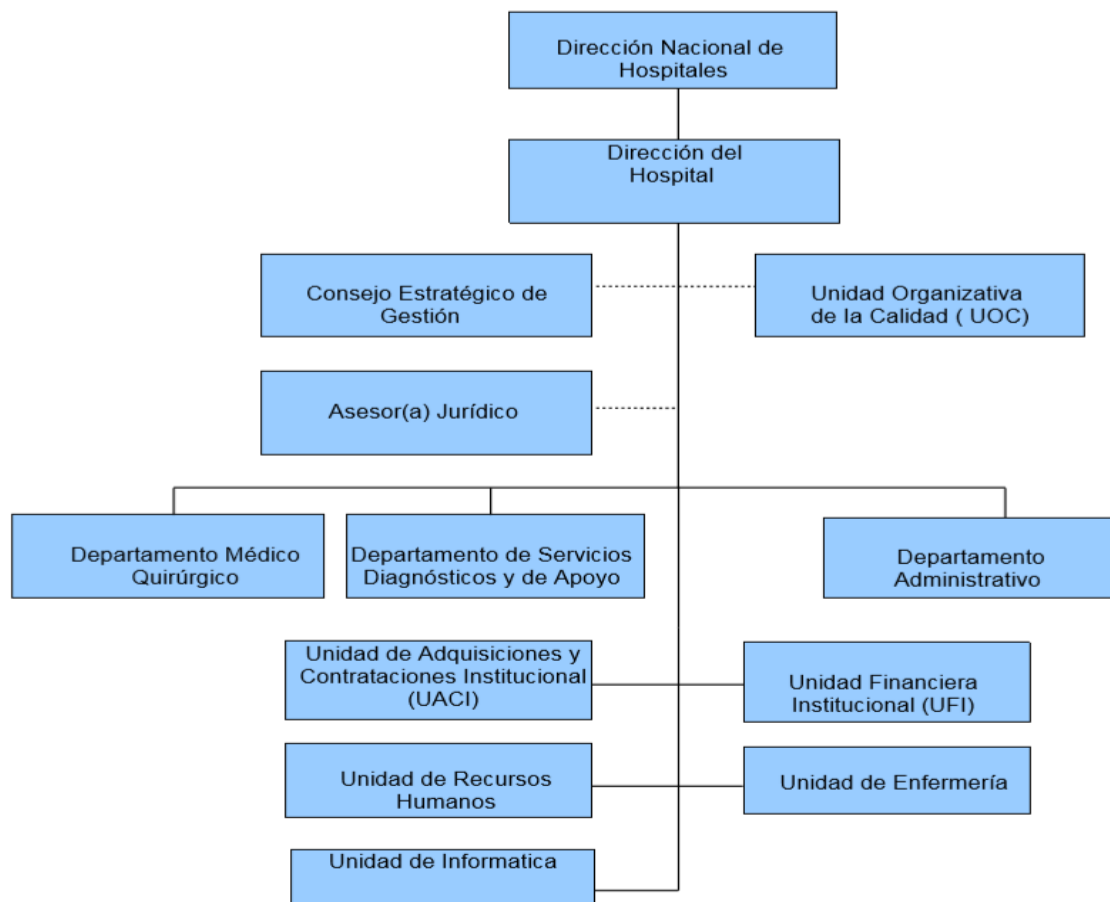 Dirección Nacional de
Hospitales
Dirección del
Hospital
Consejo Estratégico de
Gestión
Unidad Organizativa
de la Calidad ( UOC)
Asesor(a) Jurídico
Departamento Médico
Quirúrgico
Departamento de Servicios
Diagnósticos y de Apoyo
Departamento
Administrativo
Unidad de Adquisiciones y
Contrataciones Institucional
(UACI)
Unidad Financiera
Institucional (UFI)
Unidad de Recursos
Humanos
Unidad de Enfermería
Unidad de Informatica